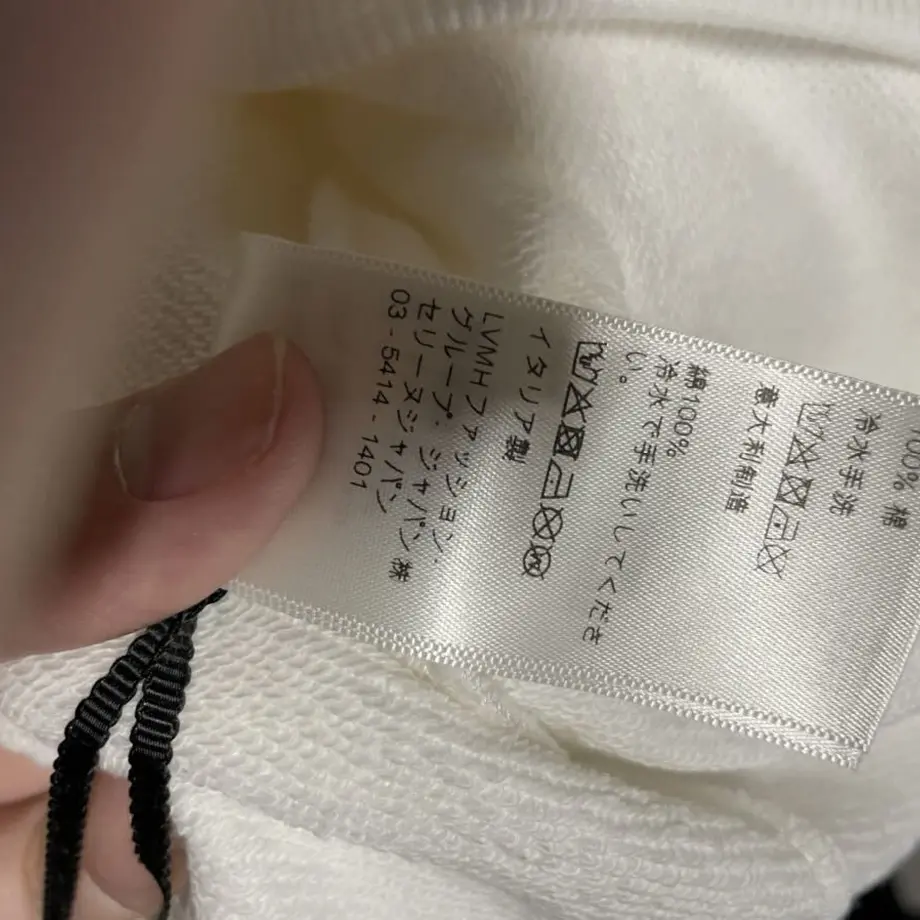 100% 棉
冷水手洗
意大利制造
綿100%
冷水で手洗いしてくださ
い。
イタリア製
LVMHファッション・
グループ・ジャパン株
セリーヌジャパン
03-5414-1401